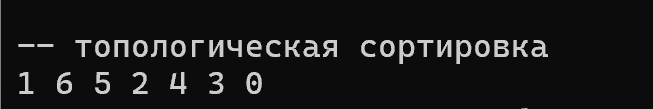 -- топологическая сортировка
1 6 5 2 4 3 0